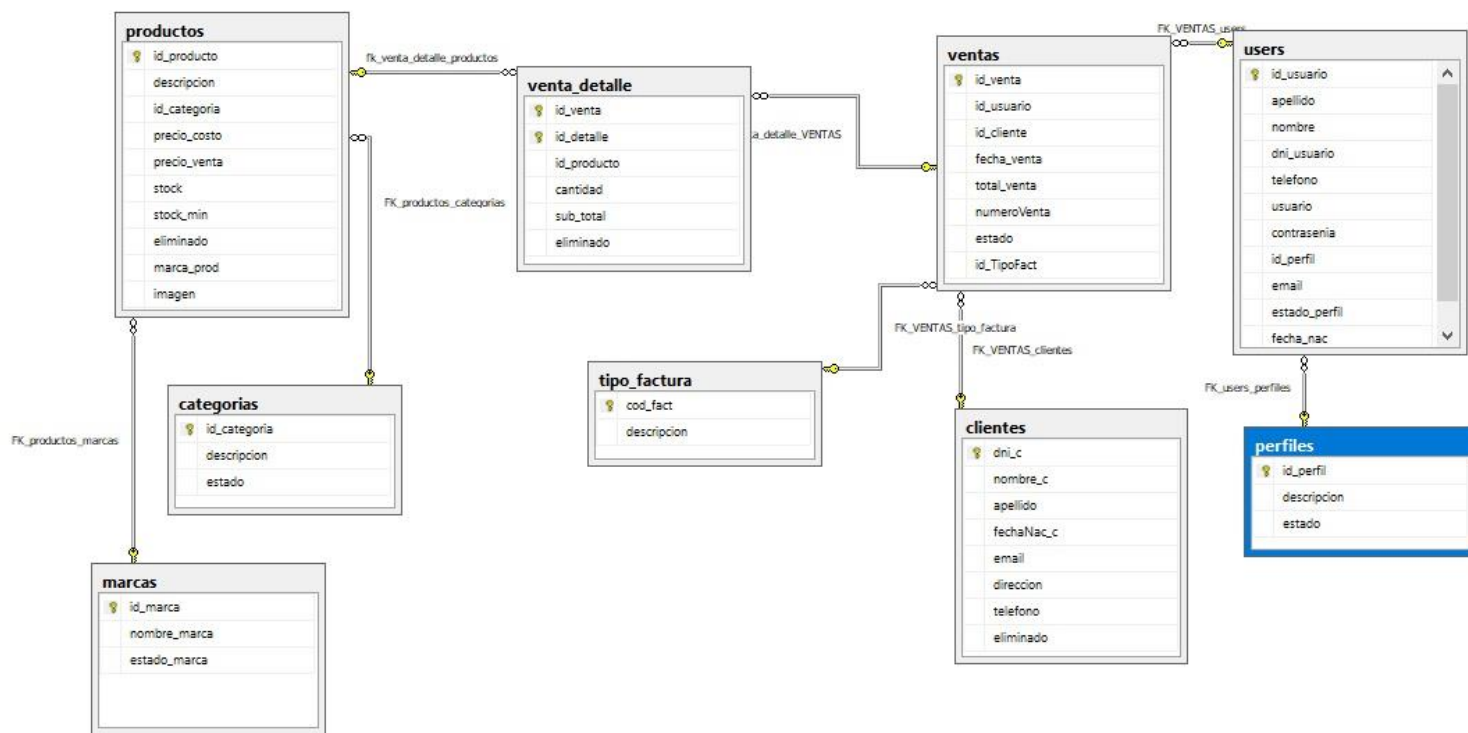 productos
id_producto
descripcion
id_categoria
precio_costo
precio_venta
stock
stock_min
eliminado
marca_prod
imagen
fk_venta_detalle_productos
venta_detalle
id_venta
id_detalle
id_producto
cantidad
sub_total
eliminado
a_detalle_VENTAS
FK_productos_categorias
ventas
id_venta
id_usuario
id_cliente
fecha_venta
total_venta
numeroVenta
estado
id_TipoFact
FK_VENTAS_users
users
id_usuario
apellido
nombre
dni_usuario
telefono
usuario
contrasenia
id_perfil
email
estado_perfil
fecha_nac
FK_VENTAS_tipo_factura
FK_VENTAS_clientes
FK_users_perfiles
tipo_factura
cod_fact
descripcion
categorias
id_categoria
descripcion
estado
FK_productos_marcas
clientes
dni_c
nombre_c
apellido
fechaNac_c
email
direccion
telefono
eliminado
perfiles
id_perfil
descripcion
estado
marcas
id_marca
nombre_marca
estado_marca